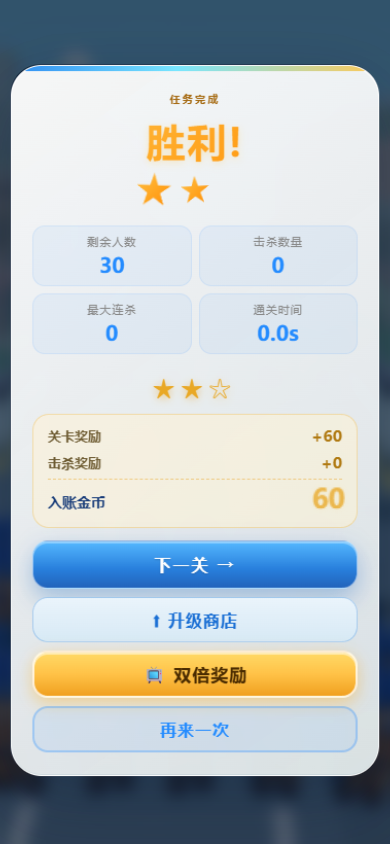 任务完成
胜利!
剩余人数
击杀数量
30
0
最大连杀
通关时间
0
0.0s
关卡奖励 +60
击杀奖励 +0
入账金币 60
下一关 →
⬆ 升级商店
📺 双倍奖励
再来一次